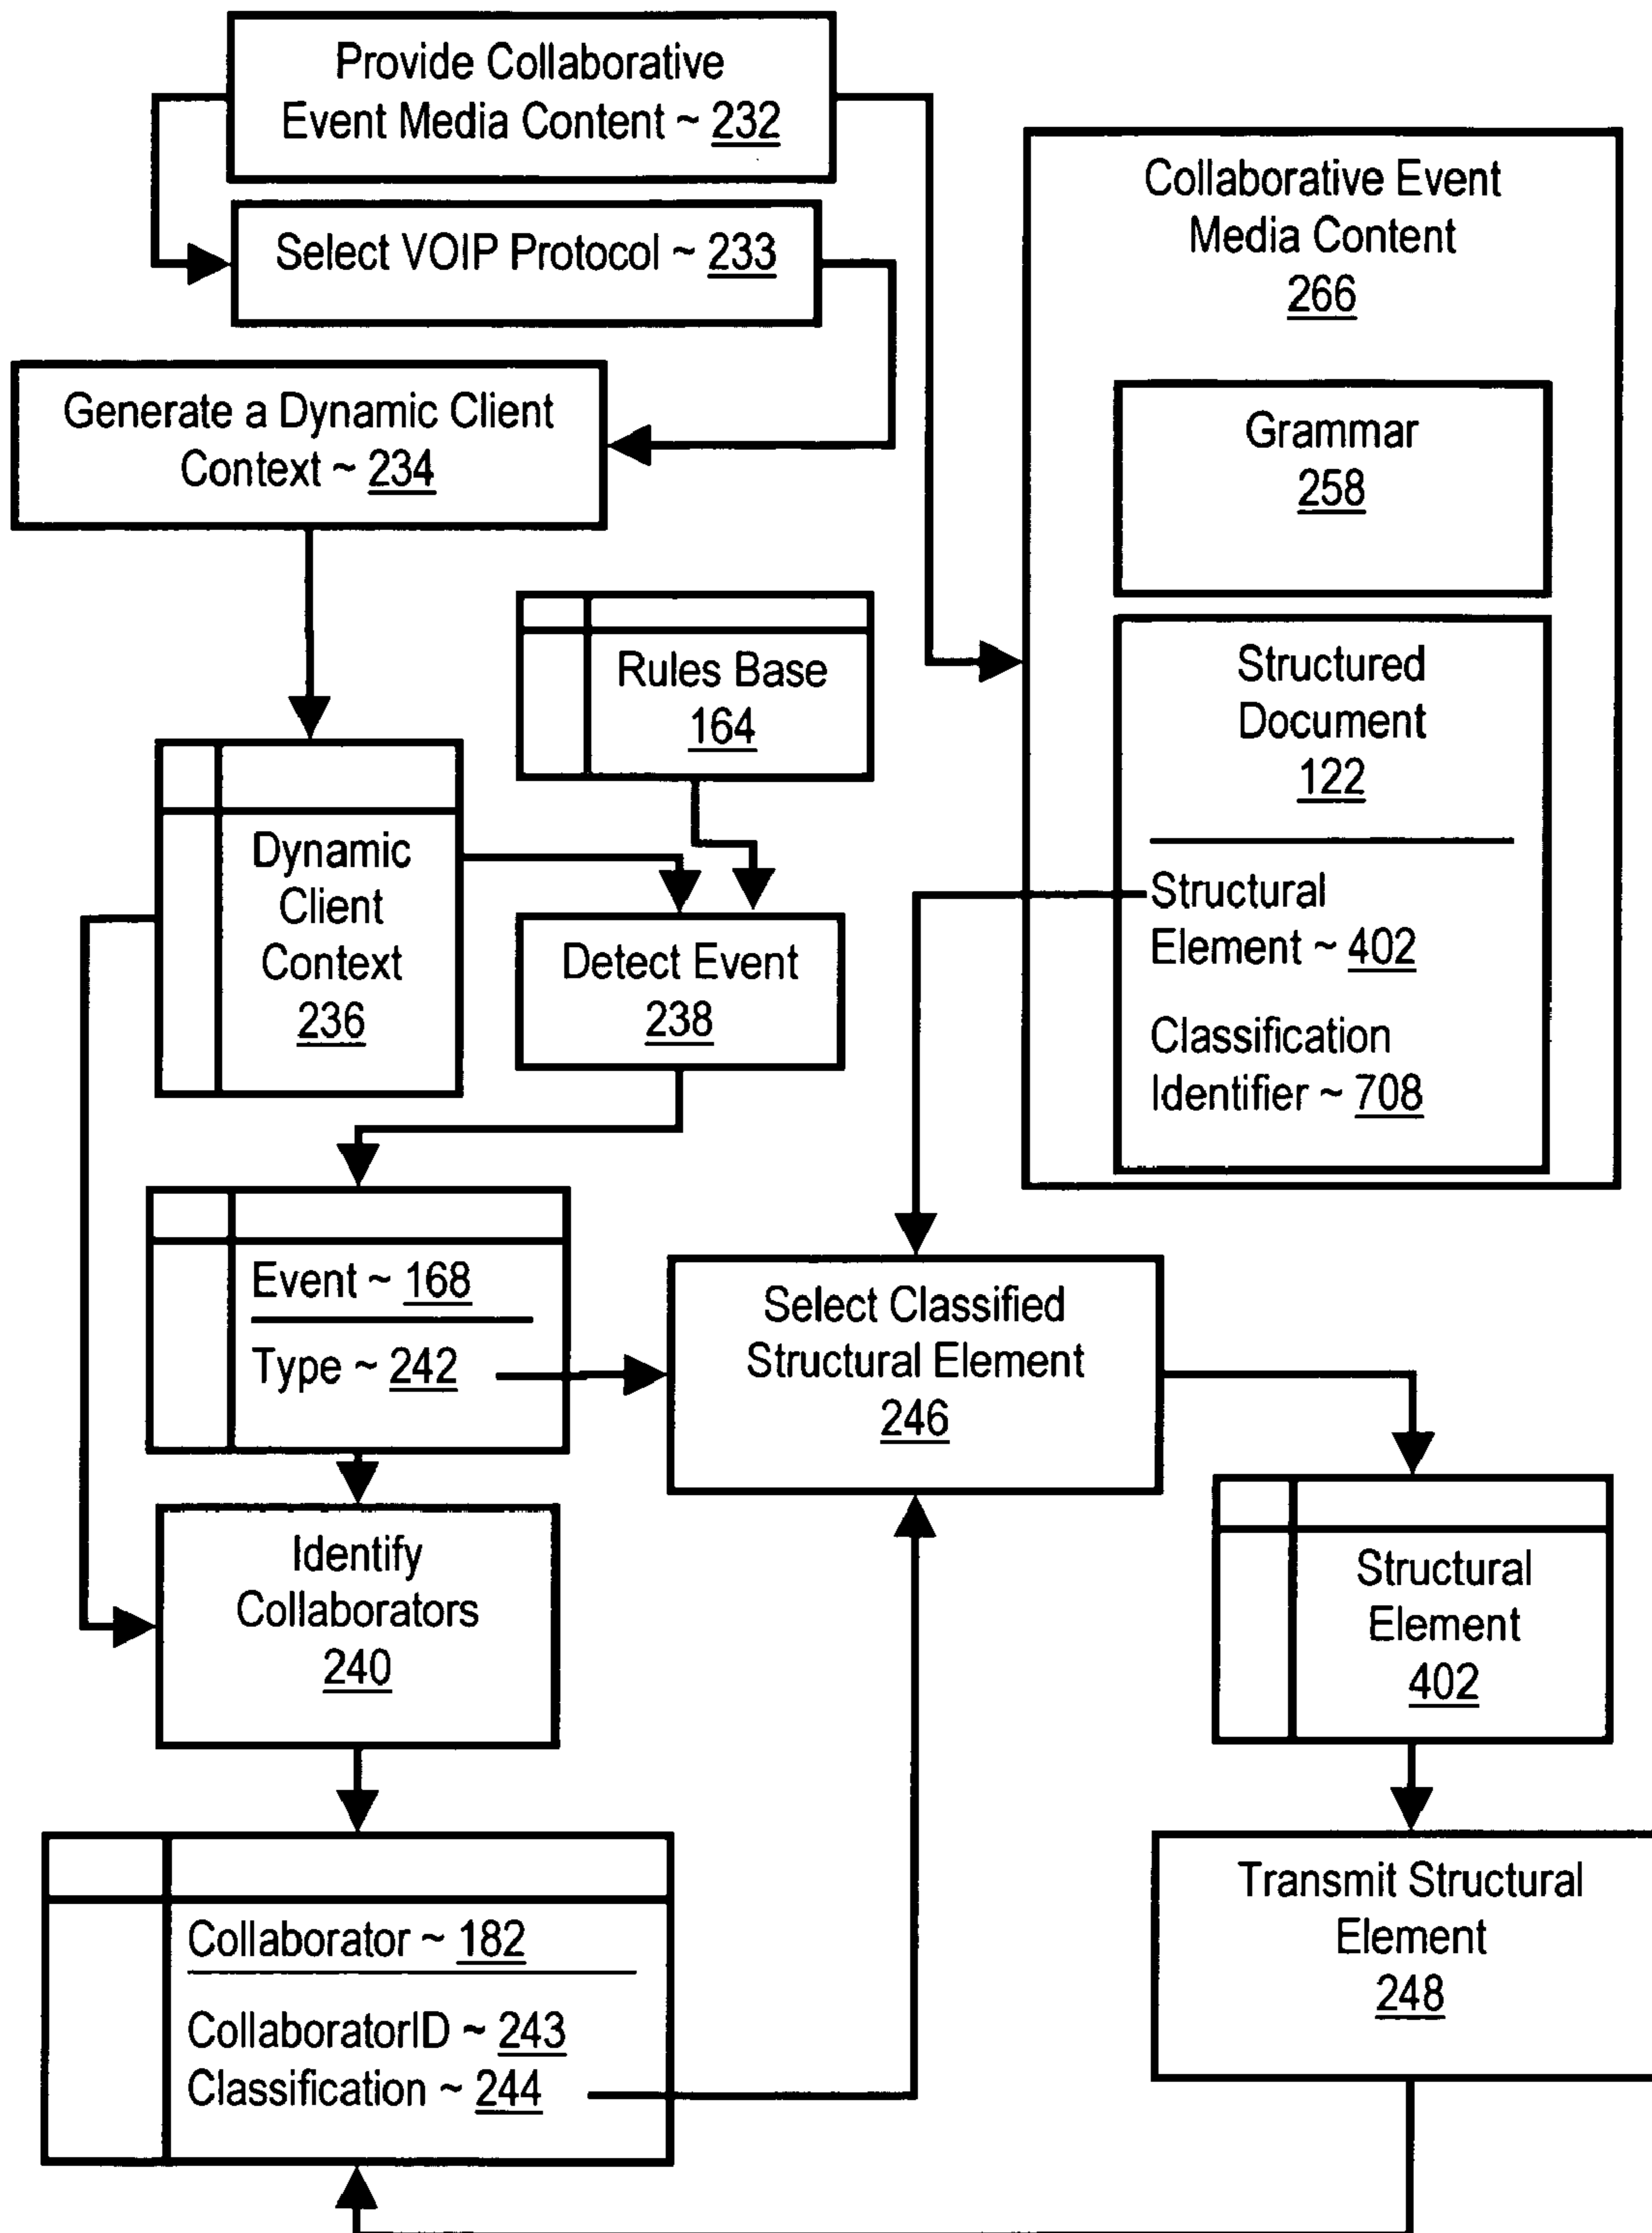 Provide Collaborative
Event Media Content ~ 232
Select VOIP Protocol ~ 233
Generate a Dynamic Client
Context ~ 234
Collaborative Event
Media Content
266
Grammar
258
Structured
Document
122
Structural
Element ~ 402
Classification
Identifier ~ 708
Rules Base
164
Dynamic
Client
Context
236
Detect Event
238
Event ~ 168
Type ~ 242
Select Classified
Structural Element
246
Identify
Collaborators
240
Structural
Element
402
Collaborator ~ 182
CollaboratorID ~ 243
Classification ~ 244
Transmit Structural
Element
248